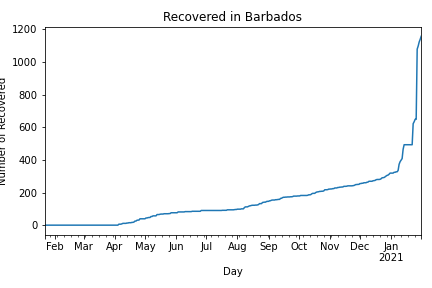 Recovered in Barbados
Number of Recovered
1200
1000
800
600
400
200
0
Feb Mar Apr May Jun Jul Aug Sep Oct Nov Dec Jan
2021
Day